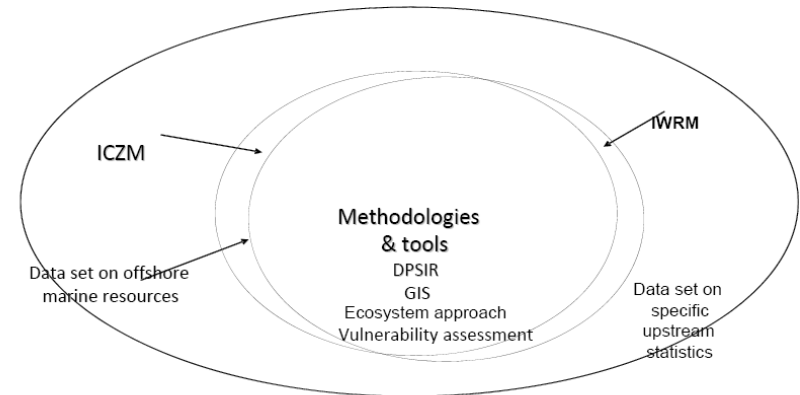 ICZM
IWRM
Methodologies
& tools
DPSIR
GIS
Ecosystem approach
Vulnerability assessment
Data set on offshore
marine resources
Data set on
specific
upstream
statistics